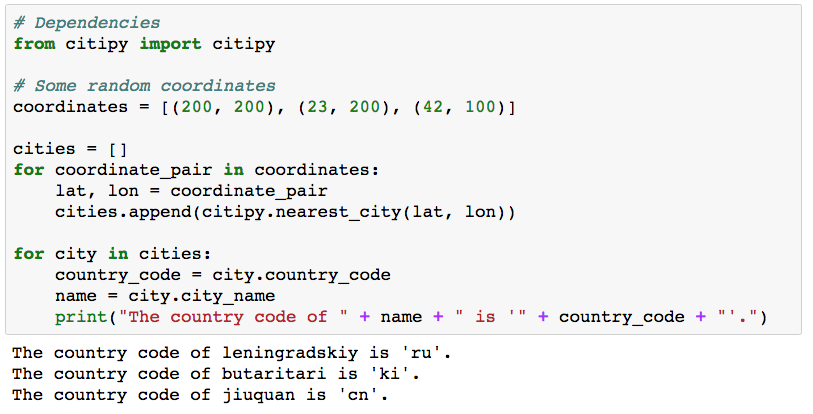 # Dependencies
from citipy import citipy
# Some random coordinates
coordinates = [(200, 200), (23, 200), (42, 100)]
cities = []
for coordinate_pair in coordinates:
    lat, lon = coordinate_pair
    cities.append(citipy.nearest_city(lat, lon))
for city in cities:
    country_code = city.country_code
    name = city.city_name
    print("The country code of " + name + " is '" + country_code + "'.")
The country code of leningradskiy is 'ru'.
The country code of butaritari is 'ki'.
The country code of jiuquan is 'cn'.